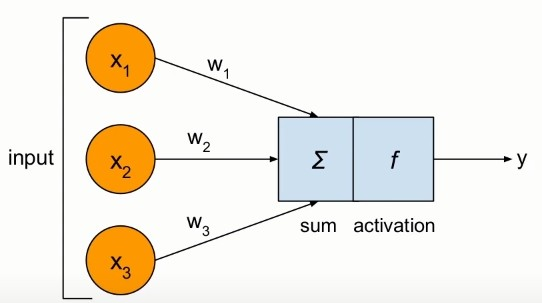 x1
w1
input
x2
w2
Σ
f
y
w3
sum
activation
x3